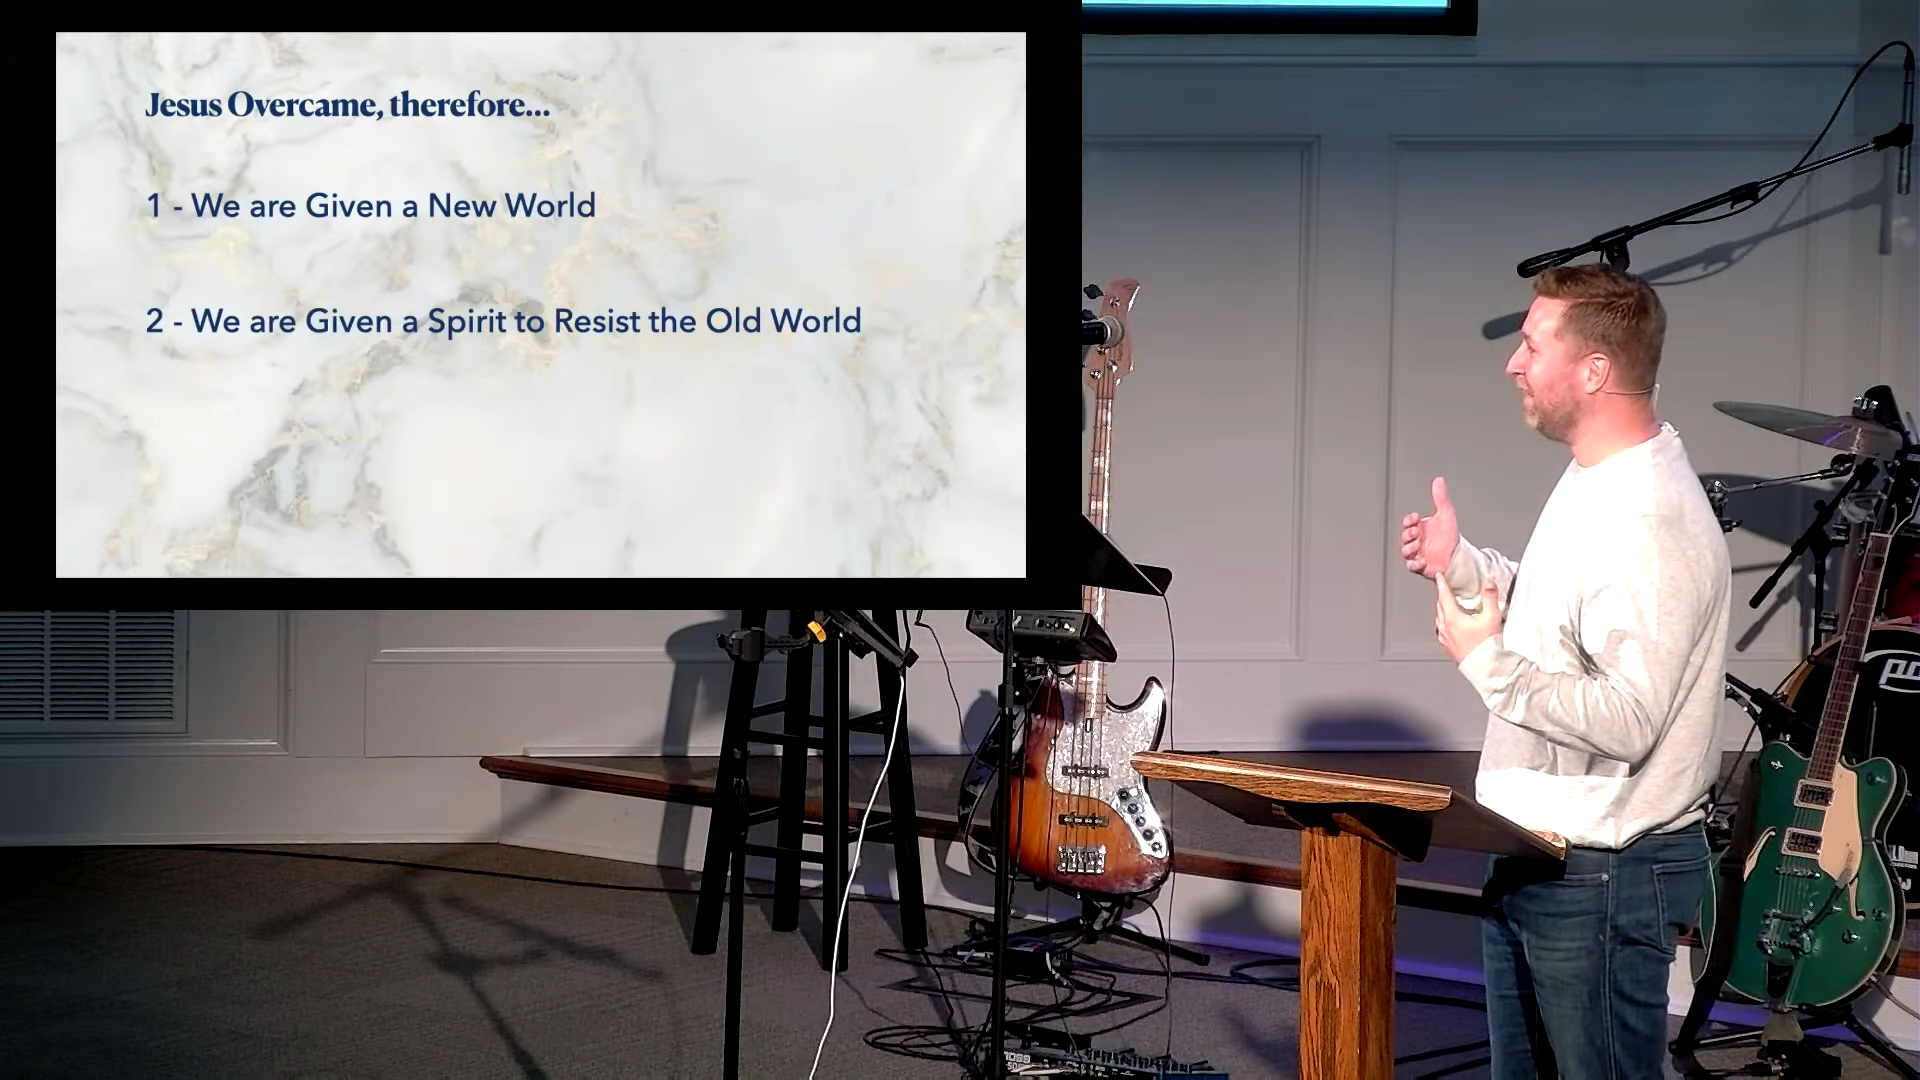 Jesus Overcame, therefore...
1 - We are Given a New World
2 - We are Given a Spirit to Resist the Old World
BOSS